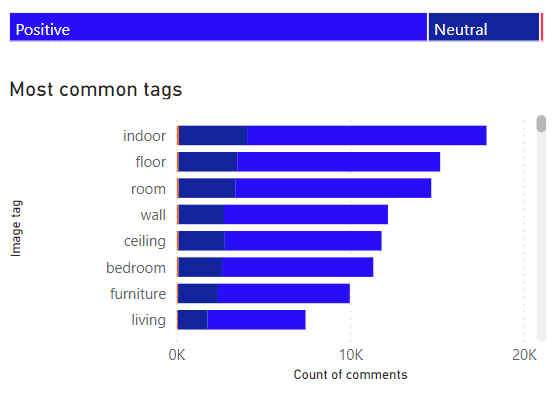 Positive Neutral
Most common tags
Image tag
indoor
floor
room
wall
ceiling
bedroom
furniture
living
0K 10K 20K
Count of comments